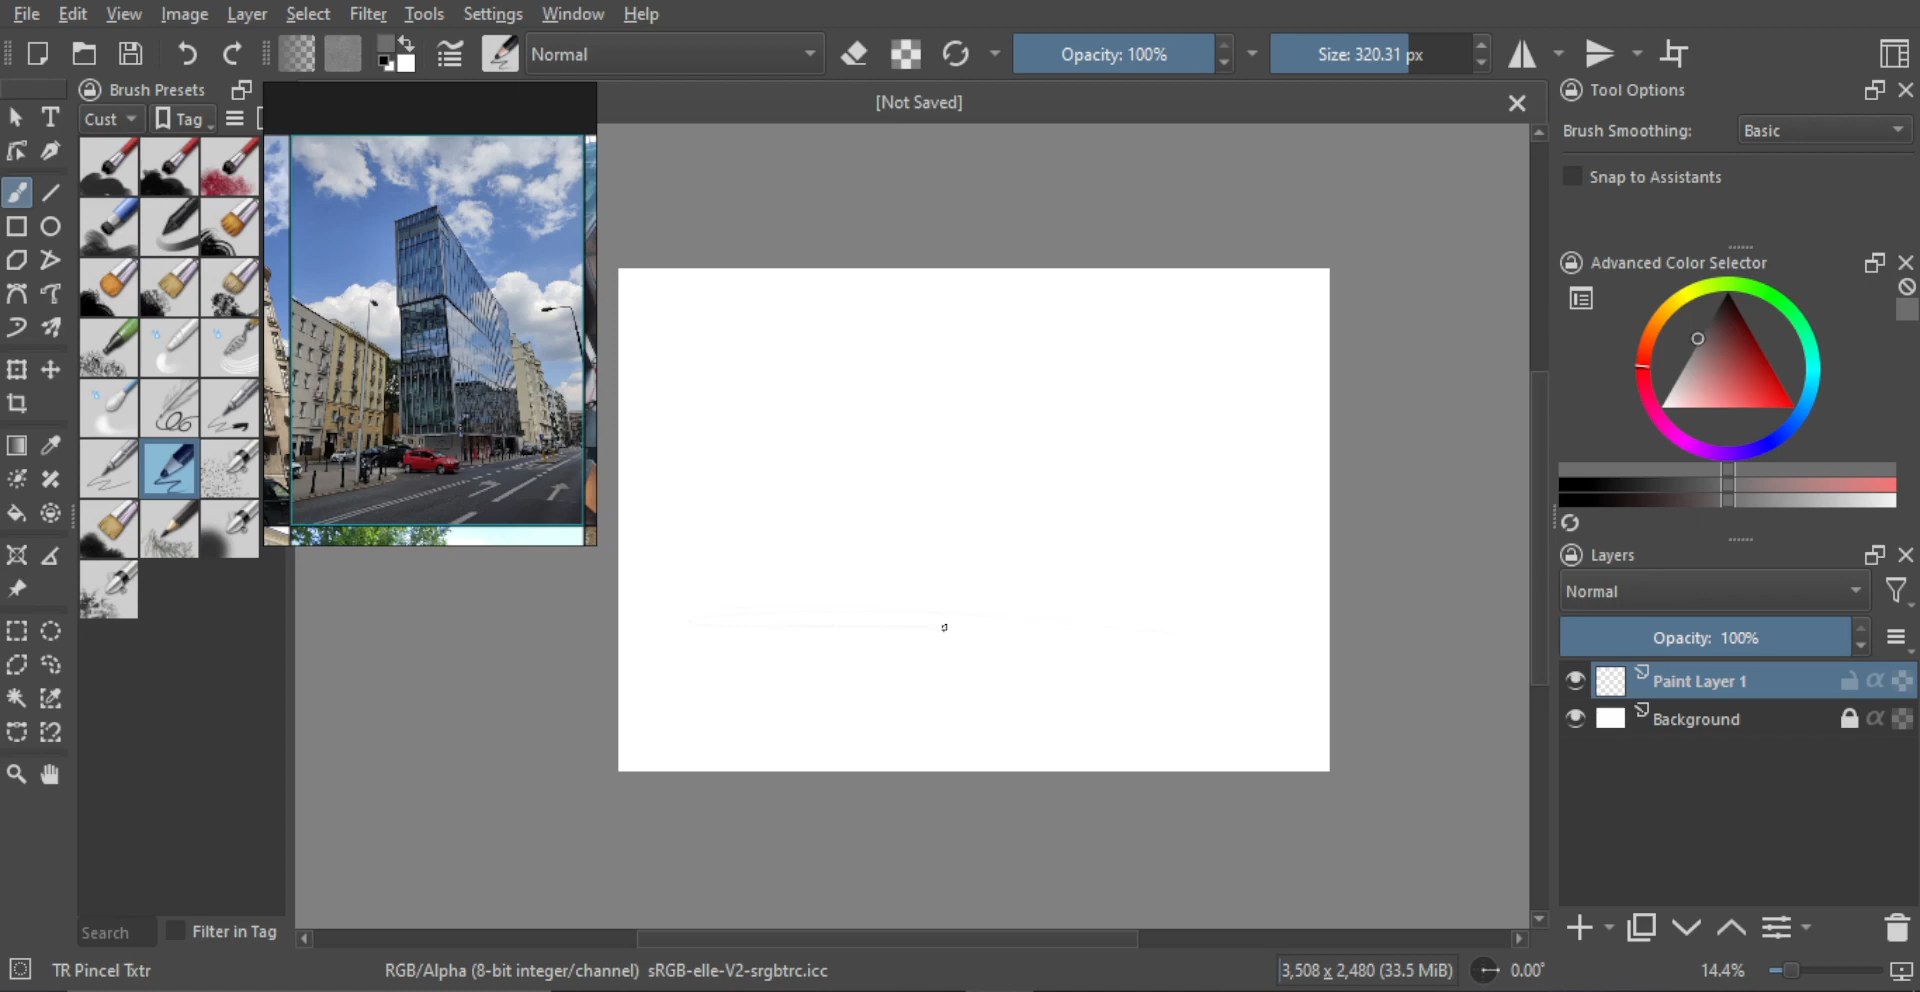 File Edit View Image Layer Select Filter Tools Settings Window Help
Normal
Opacity: 100%
Size: 320.31 px
Brush Presets
Cust
Tag
[Not Saved]
Tool Options
Brush Smoothing:
Basic
Snap to Assistants
Advanced Color Selector
Layers
Normal
Opacity: 100%
Paint Layer 1
Background
Search
Filter in Tag
TR Pincel Txtr
RGB/Alpha (8-bit integer/channel) sRGB-elle-V2-srgbtrc.icc
3,508 x 2,480 (33.5 MiB)
0.00°
14.4%